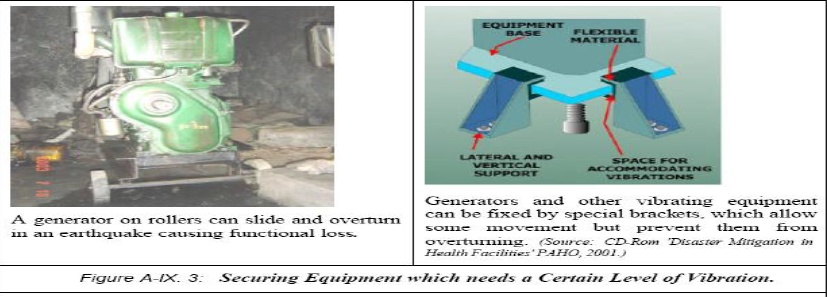 A generator on rollers can slide and overturn
in an earthquake causing functional loss.
EQUIPMENT
BASE
FLEXIBLE
MATERIAL
LATERAL AND
VERTICAL
SUPPORT
SPACE FOR
ACCOMMODATING
VIBRATIONS
Generators and other vibrating equipment
can be fixed by special brackets, which allow
some movement but prevent them from
overturning. (Source: CD-Rom 'Disaster Mitigation in
Health Facilities' PAHO, 2001.)
Figure A-IX. 3: Securing Equipment which needs a Certain Level of Vibration.